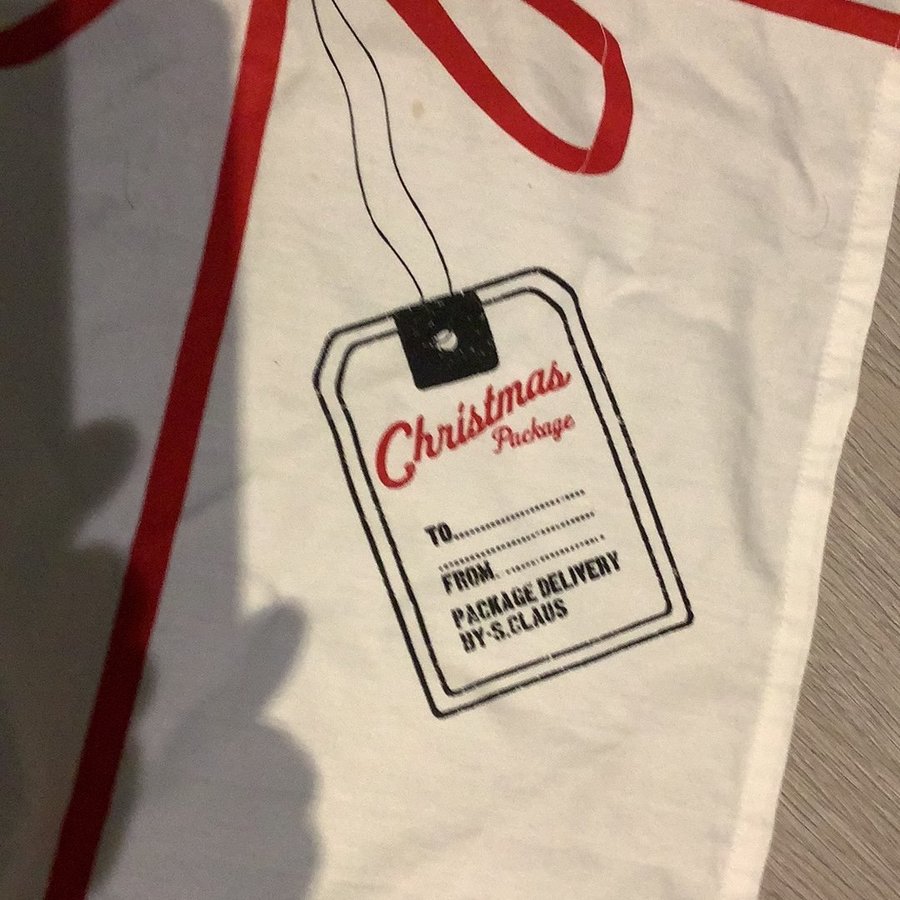 Christmas
Package
TO..............................
..............................
FROM. ....................
PACKAGE DELIVERY
BY·S.CLAUS